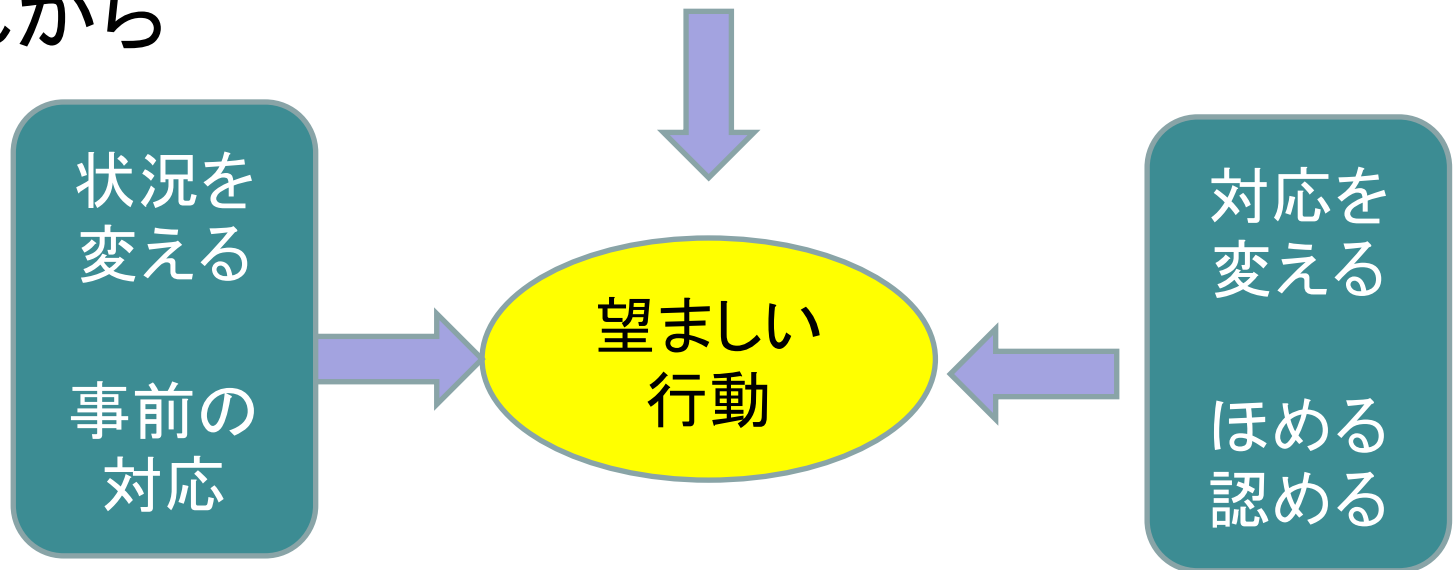 しから
状況を
変える
事前の
対応
望ましい
行動
対応を
変える
ほめる
認める